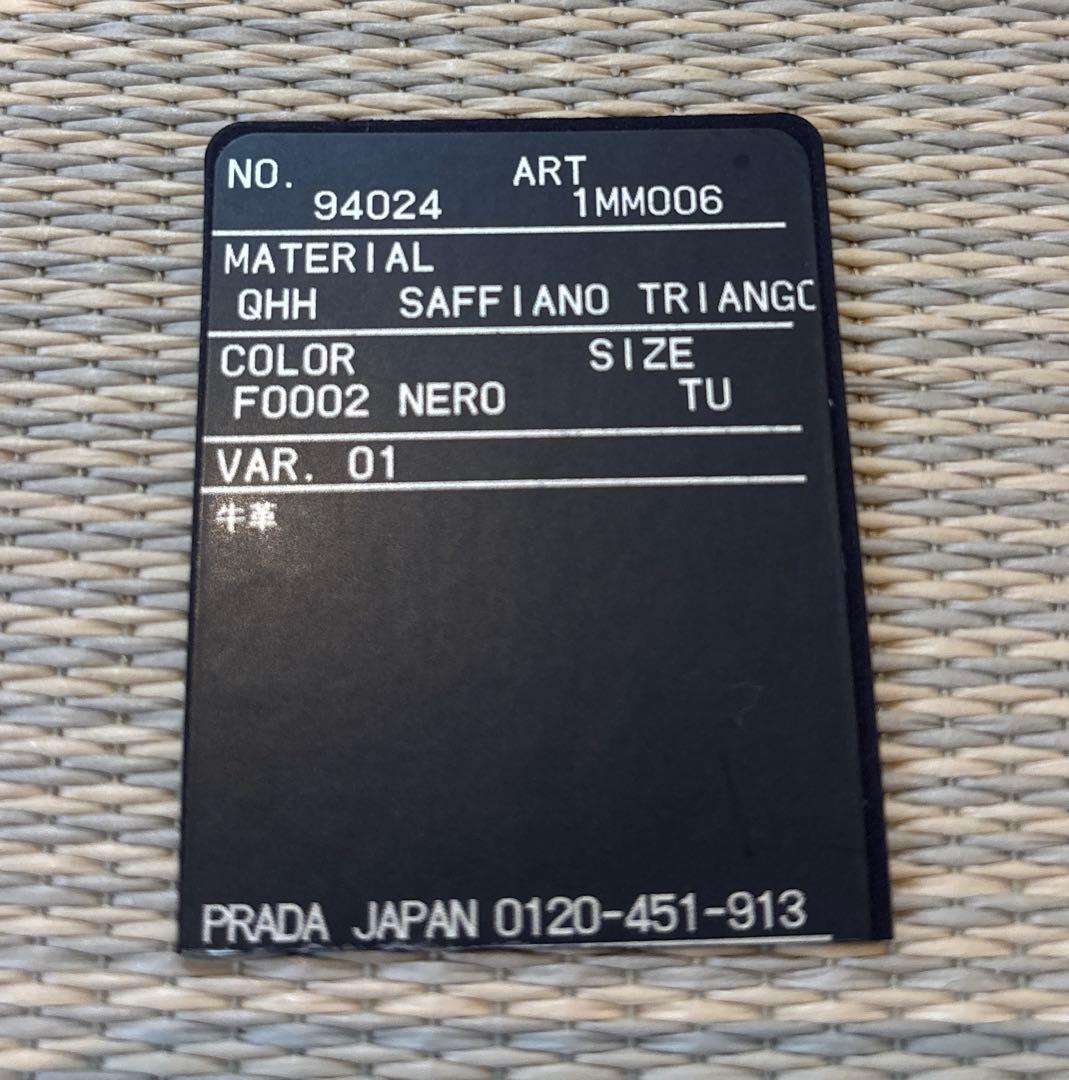 NO. ART
94024 1MM006
MATERIAL
QHH SAFFIANO TRIANGO
COLOR SIZE
F0002 NERO TU
VAR. 01
牛革
PRADA JAPAN 0120-451-913